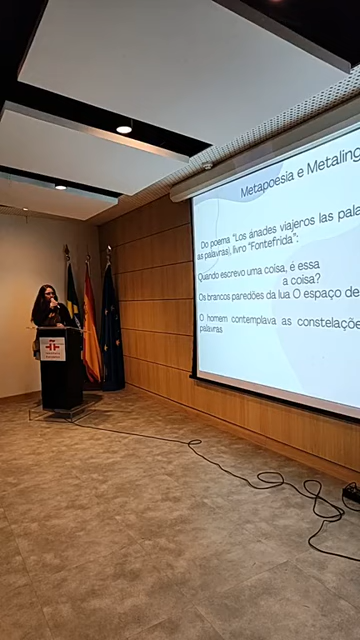 Metapoesia e Metaling
Do poema "Los ánades viajeros las pala
as palavras), livro "Fontefrida":
Quando escrevo uma coisa, é essa
a coisa?
Os brancos paredões da lua O espaço de
O homem contemplava as constelaçõe
palavras